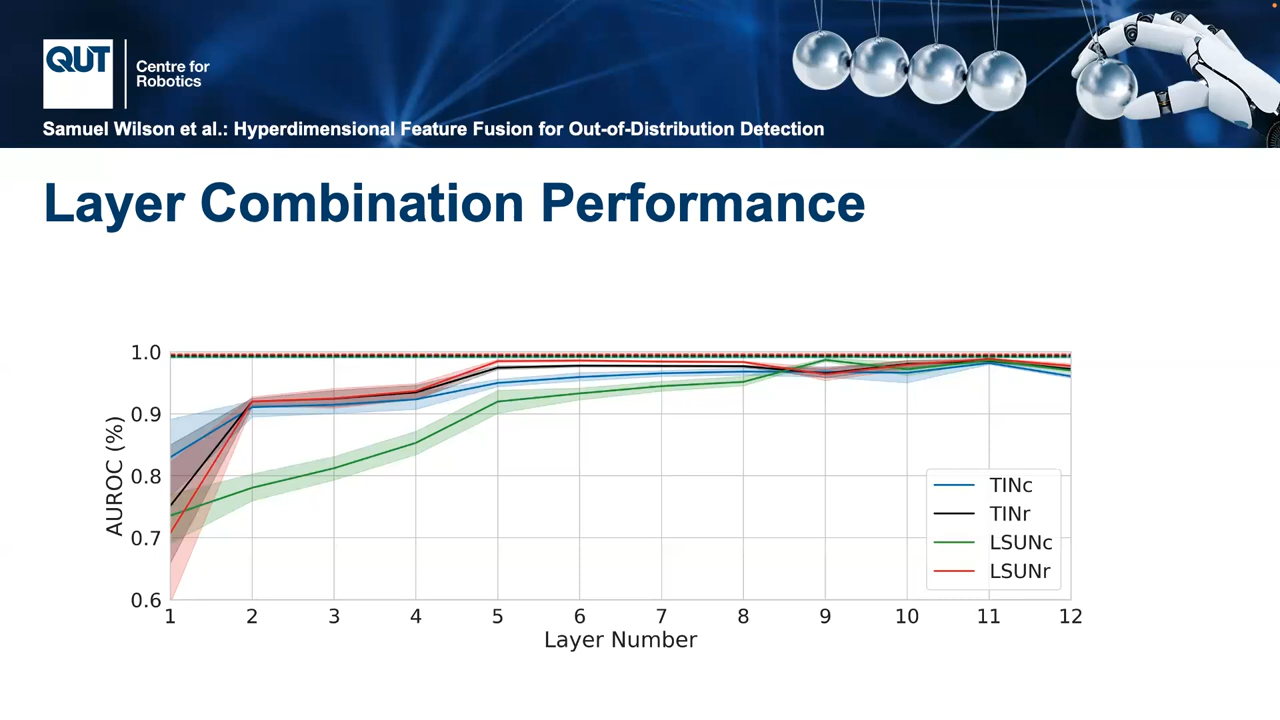 QUT
Centre for
Robotics
Samuel Wilson et al.: Hyperdimensional Feature Fusion for Out-of-Distribution Detection
Layer Combination Performance
1.0
0.9
0.8
0.7
0.6
AUROC (%)
1 2 3 4 5 6 7 8 9 10 11 12
Layer Number
TINc
TINr
LSUNc
LSUNr